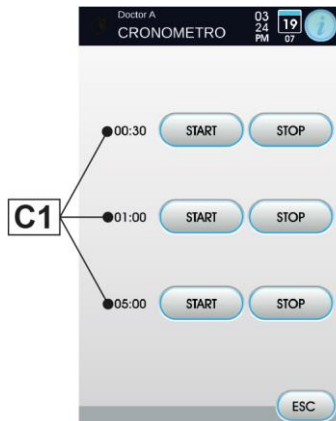 Doctor A
CRONOMETRO
03
24
PM
19
07
i
00:30 START STOP
C1
01:00 START STOP
05:00 START STOP
ESC